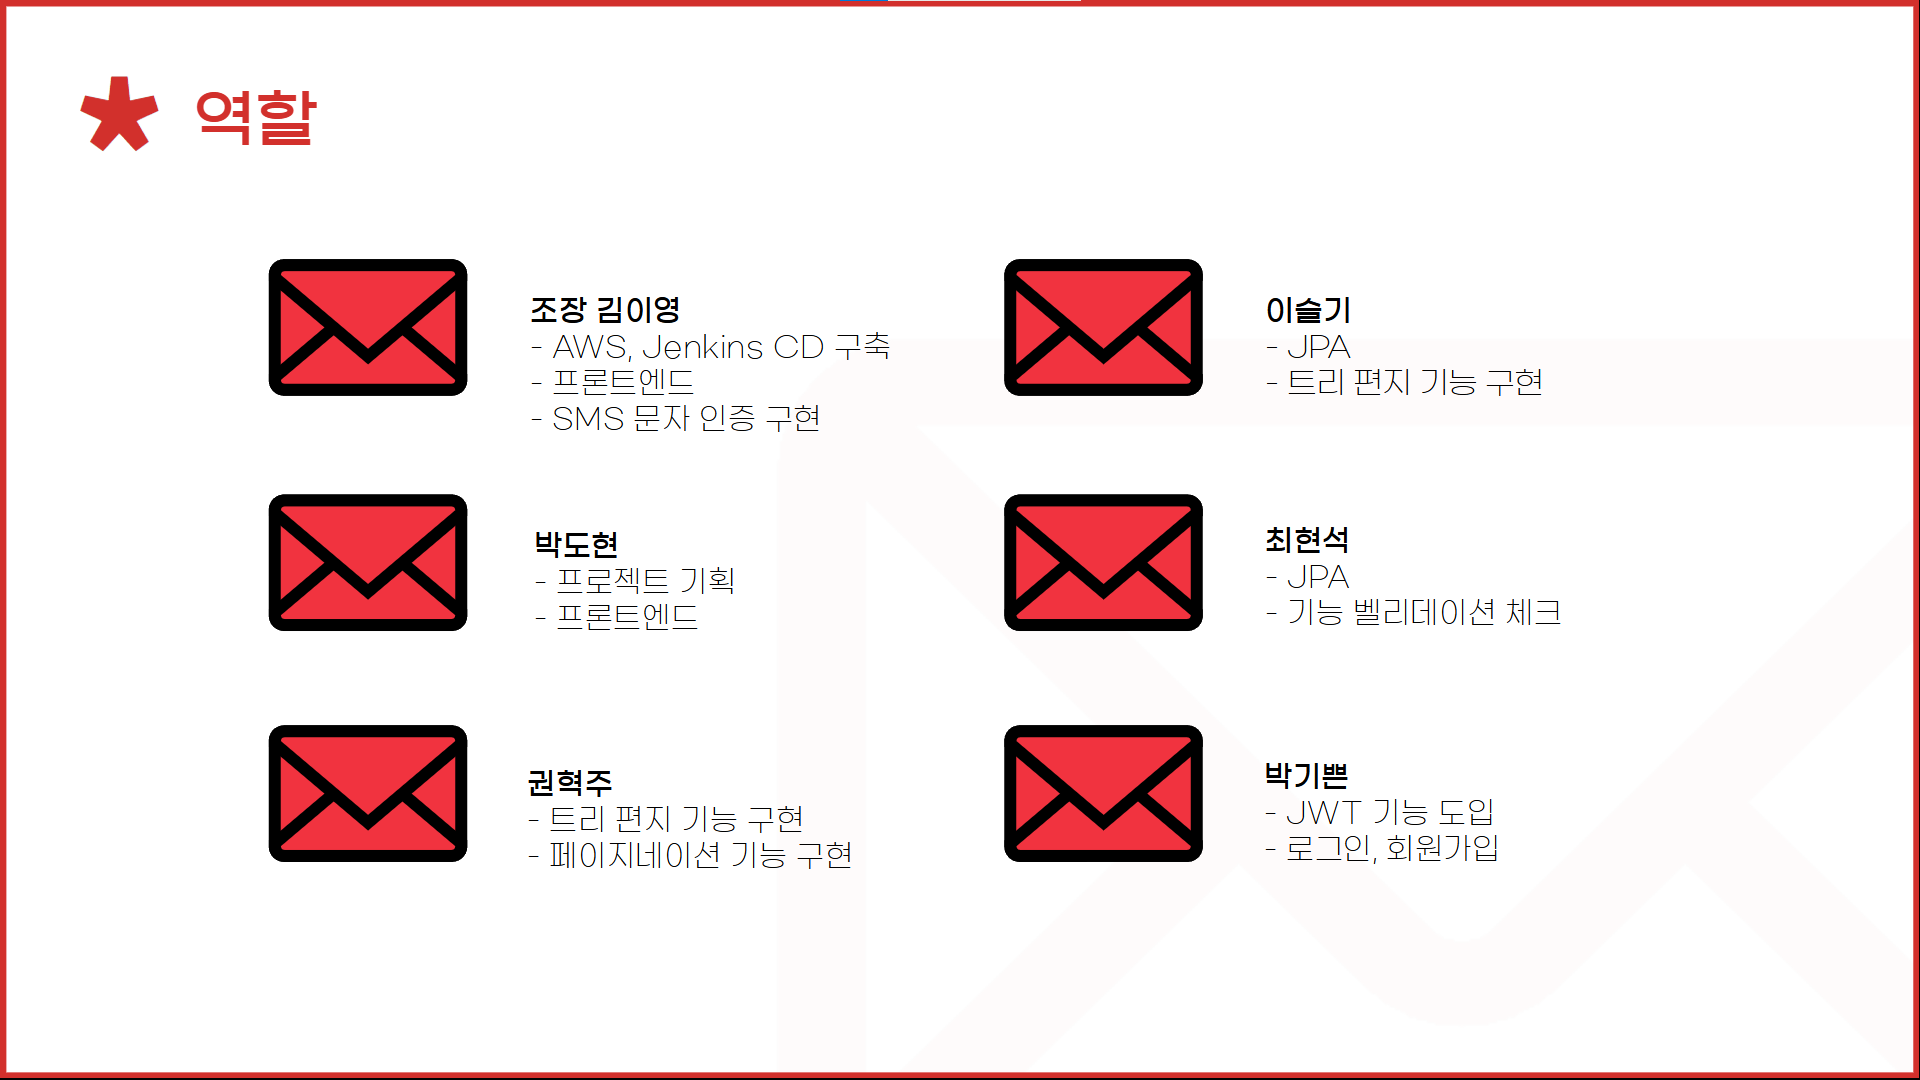 역할
조장 김이영
- AWS, Jenkins CD 구축
- 프론트엔드
- SMS 문자 인증 구현
이슬기
- JPA
- 트리 편지 기능 구현
박도현
- 프로젝트 기획
- 프론트엔드
최현석
- JPA
- 기능 벨리데이션 체크
권혁주
- 트리 편지 기능 구현
- 페이지네이션 기능 구현
박기쁜
- JWT 기능 도입
- 로그인, 회원가입